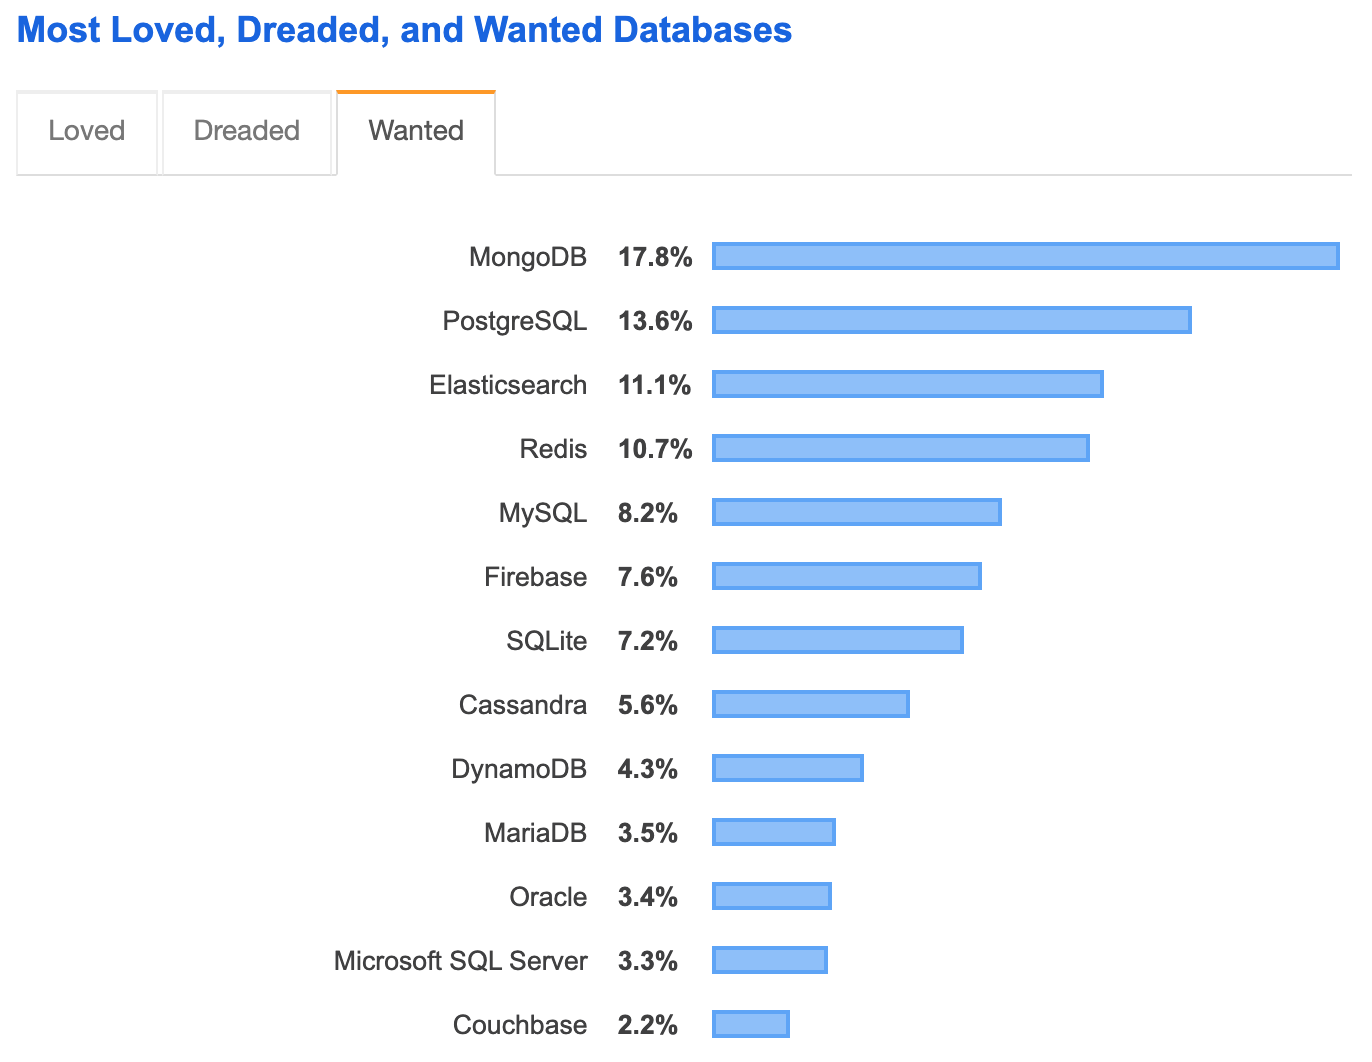 Most Loved, Dreaded, and Wanted Databases
Loved Dreaded Wanted
MongoDB 17.8%
PostgreSQL 13.6%
Elasticsearch 11.1%
Redis 10.7%
MySQL 8.2%
Firebase 7.6%
SQLite 7.2%
Cassandra 5.6%
DynamoDB 4.3%
MariaDB 3.5%
Oracle 3.4%
Microsoft SQL Server 3.3%
Couchbase 2.2%